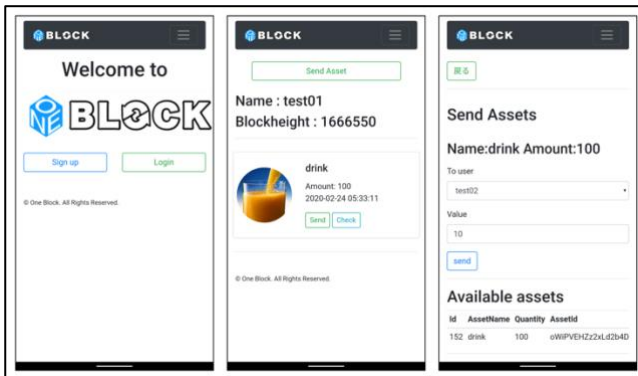 BLOCK
Welcome to
ONE BLOCK
Sign up
Login
© One Block. All Rights Reserved.
BLOCK
Send Asset
Name : test01
Blockheight : 1666550
drink
Amount: 100
2020-02-24 05:33:11
Send Check
© One Block. All Rights Reserved.
BLOCK
戻る
Send Assets
Name:drink Amount:100
To user
test02
Value
10
send
Available assets
Id AssetName Quantity AssetId
152 drink 100 oWiPVEHZz2xLd2b4D